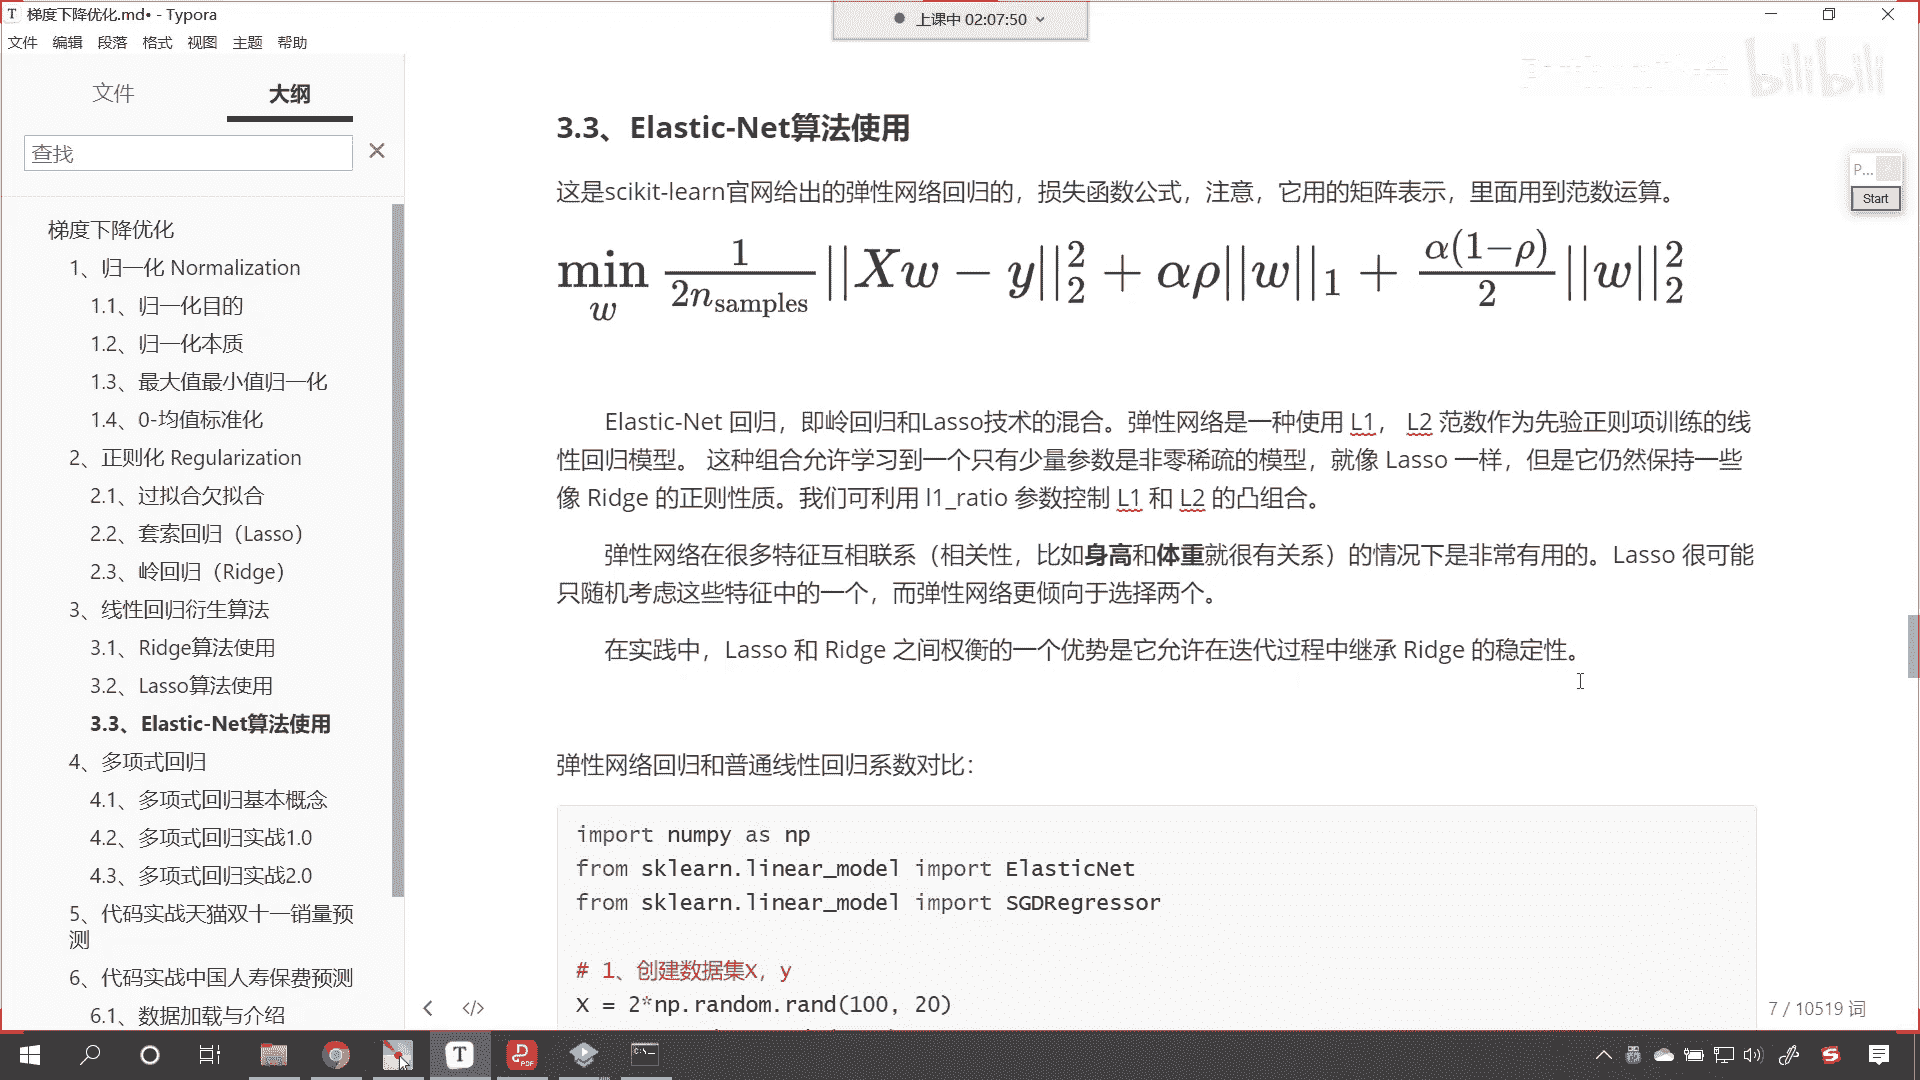 梯度下降优化.md• - Typora
上课中 02:07:50
文件 编辑 段落 格式 视图 主题 帮助
bilibili
文件 大纲
查找
梯度下降优化
1、归一化 Normalization
1.1、归一化目的
1.2、归一化本质
1.3、最大值最小值归一化
1.4、0-均值标准化
2、正则化 Regularization
2.1、过拟合欠拟合
2.2、套索回归（Lasso）
2.3、岭回归（Ridge）
3、线性回归衍生算法
3.1、Ridge算法使用
3.2、Lasso算法使用
3.3、Elastic-Net算法使用
4、多项式回归
4.1、多项式回归基本概念
4.2、多项式回归实战1.0
4.3、多项式回归实战2.0
5、代码实战天猫双十一销量预
测
6、代码实战中国人寿保费预测
6.1、数据加载与介绍
3.3、Elastic-Net算法使用
这是scikit-learn官网给出的弹性网络回归的，损失函数公式，注意，它用的矩阵表示，里面用到范数运算。
min_w 1/(2n_samples) ||Xw − y||₂² + αρ||w||₁ + α(1−ρ)/2 ||w||₂²
Elastic-Net 回归，即岭回归和Lasso技术的混合。弹性网络是一种使用 L1， L2 范数作为先验正则项训练的线
性回归模型。 这种组合允许学习到一个只有少量参数是非零稀疏的模型，就像 Lasso 一样，但是它仍然保持一些
像 Ridge 的正则性质。我们可利用 l1_ratio 参数控制 L1 和 L2 的凸组合。
弹性网络在很多特征互相联系（相关性，比如身高和体重就很有关系）的情况下是非常有用的。Lasso 很可能
只随机考虑这些特征中的一个，而弹性网络更倾向于选择两个。
在实践中，Lasso 和 Ridge 之间权衡的一个优势是它允许在迭代过程中继承 Ridge 的稳定性。
弹性网络回归和普通线性回归系数对比：
import numpy as np
from sklearn.linear_model import ElasticNet
from sklearn.linear_model import SGDRegressor
# 1、创建数据集X，y
X = 2*np.random.rand(100, 20)
P...
Start
7 / 10519 词